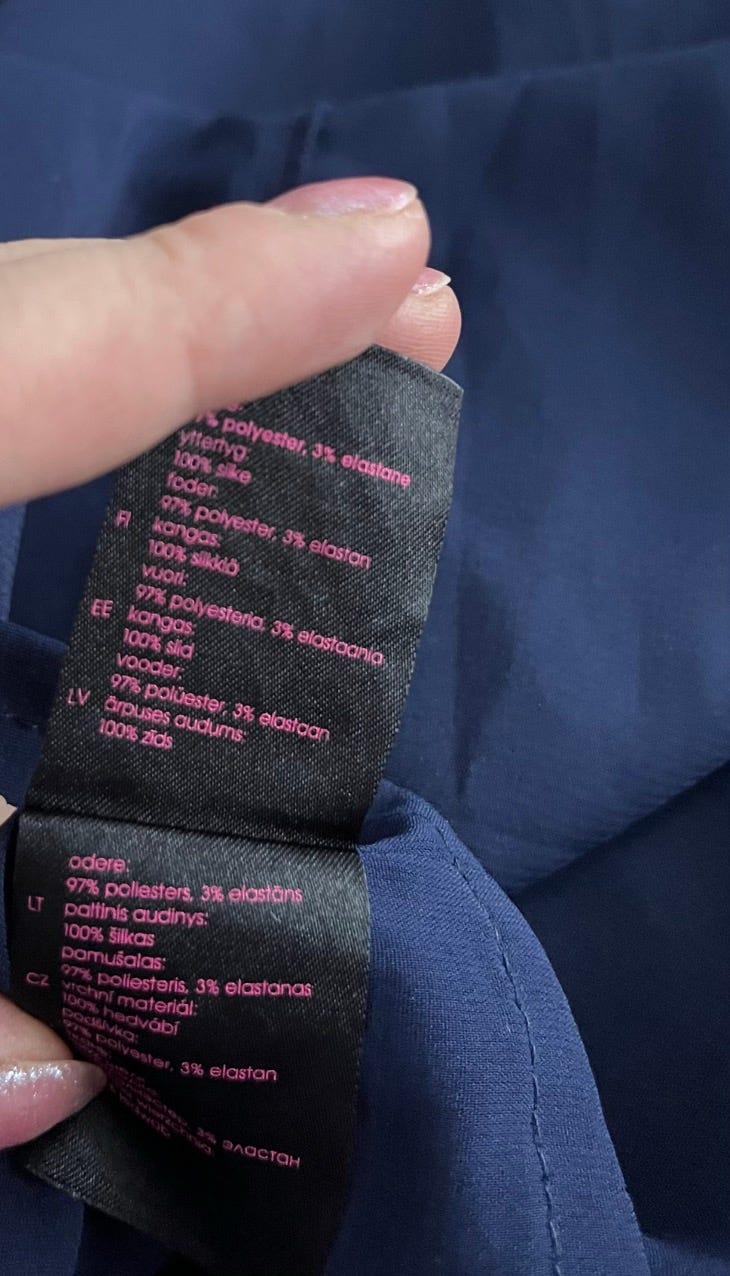 polyester, 3% elastane
yttertyg:
100% silke
foder:
97% polyester, 3% elastan
FI kangas:
100% silkkiö
vuori:
97% polyesteria, 3% elastaania
EE kangas:
100% siid
vooder:
97% polüester, 3% elastaan
LV ārpuses audums:
100% zīds
odere:
97% poliesters, 3% elastāns
LT paltinis audinys:
100% šilkas
pamušalas:
97% poliesteris, 3% elastanas
CZ vrchní materiál:
100% hedvábí
podšívka:
97% polyester, 3% elastan
3% эластан